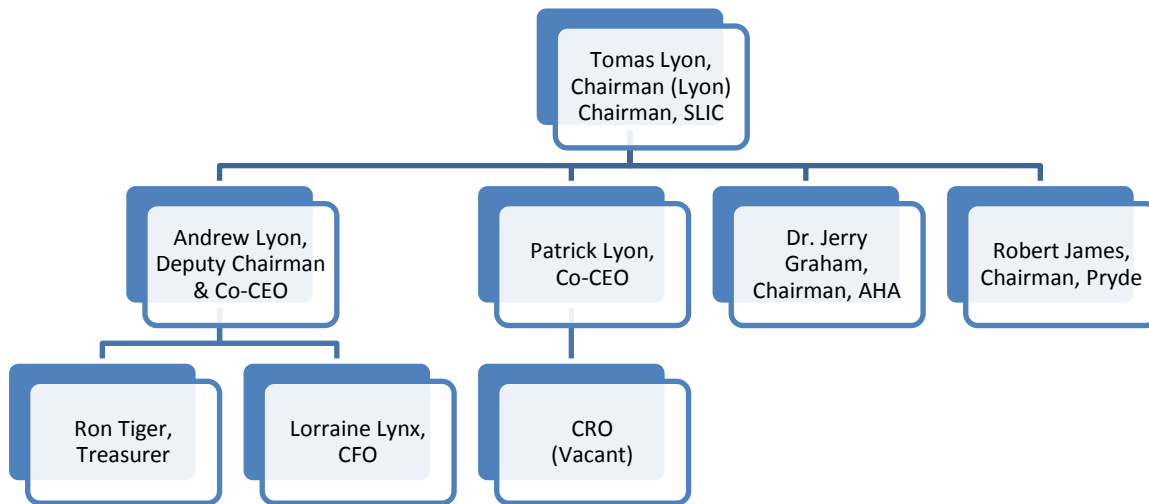 Tomas Lyon,
Chairman (Lyon)
Chairman, SLIC
Andrew Lyon,
Deputy Chairman
& Co-CEO
Patrick Lyon,
Co-CEO
Dr. Jerry
Graham,
Chairman, AHA
Robert James,
Chairman, Pryde
Ron Tiger,
Treasurer
Lorraine Lynx,
CFO
CRO
(Vacant)